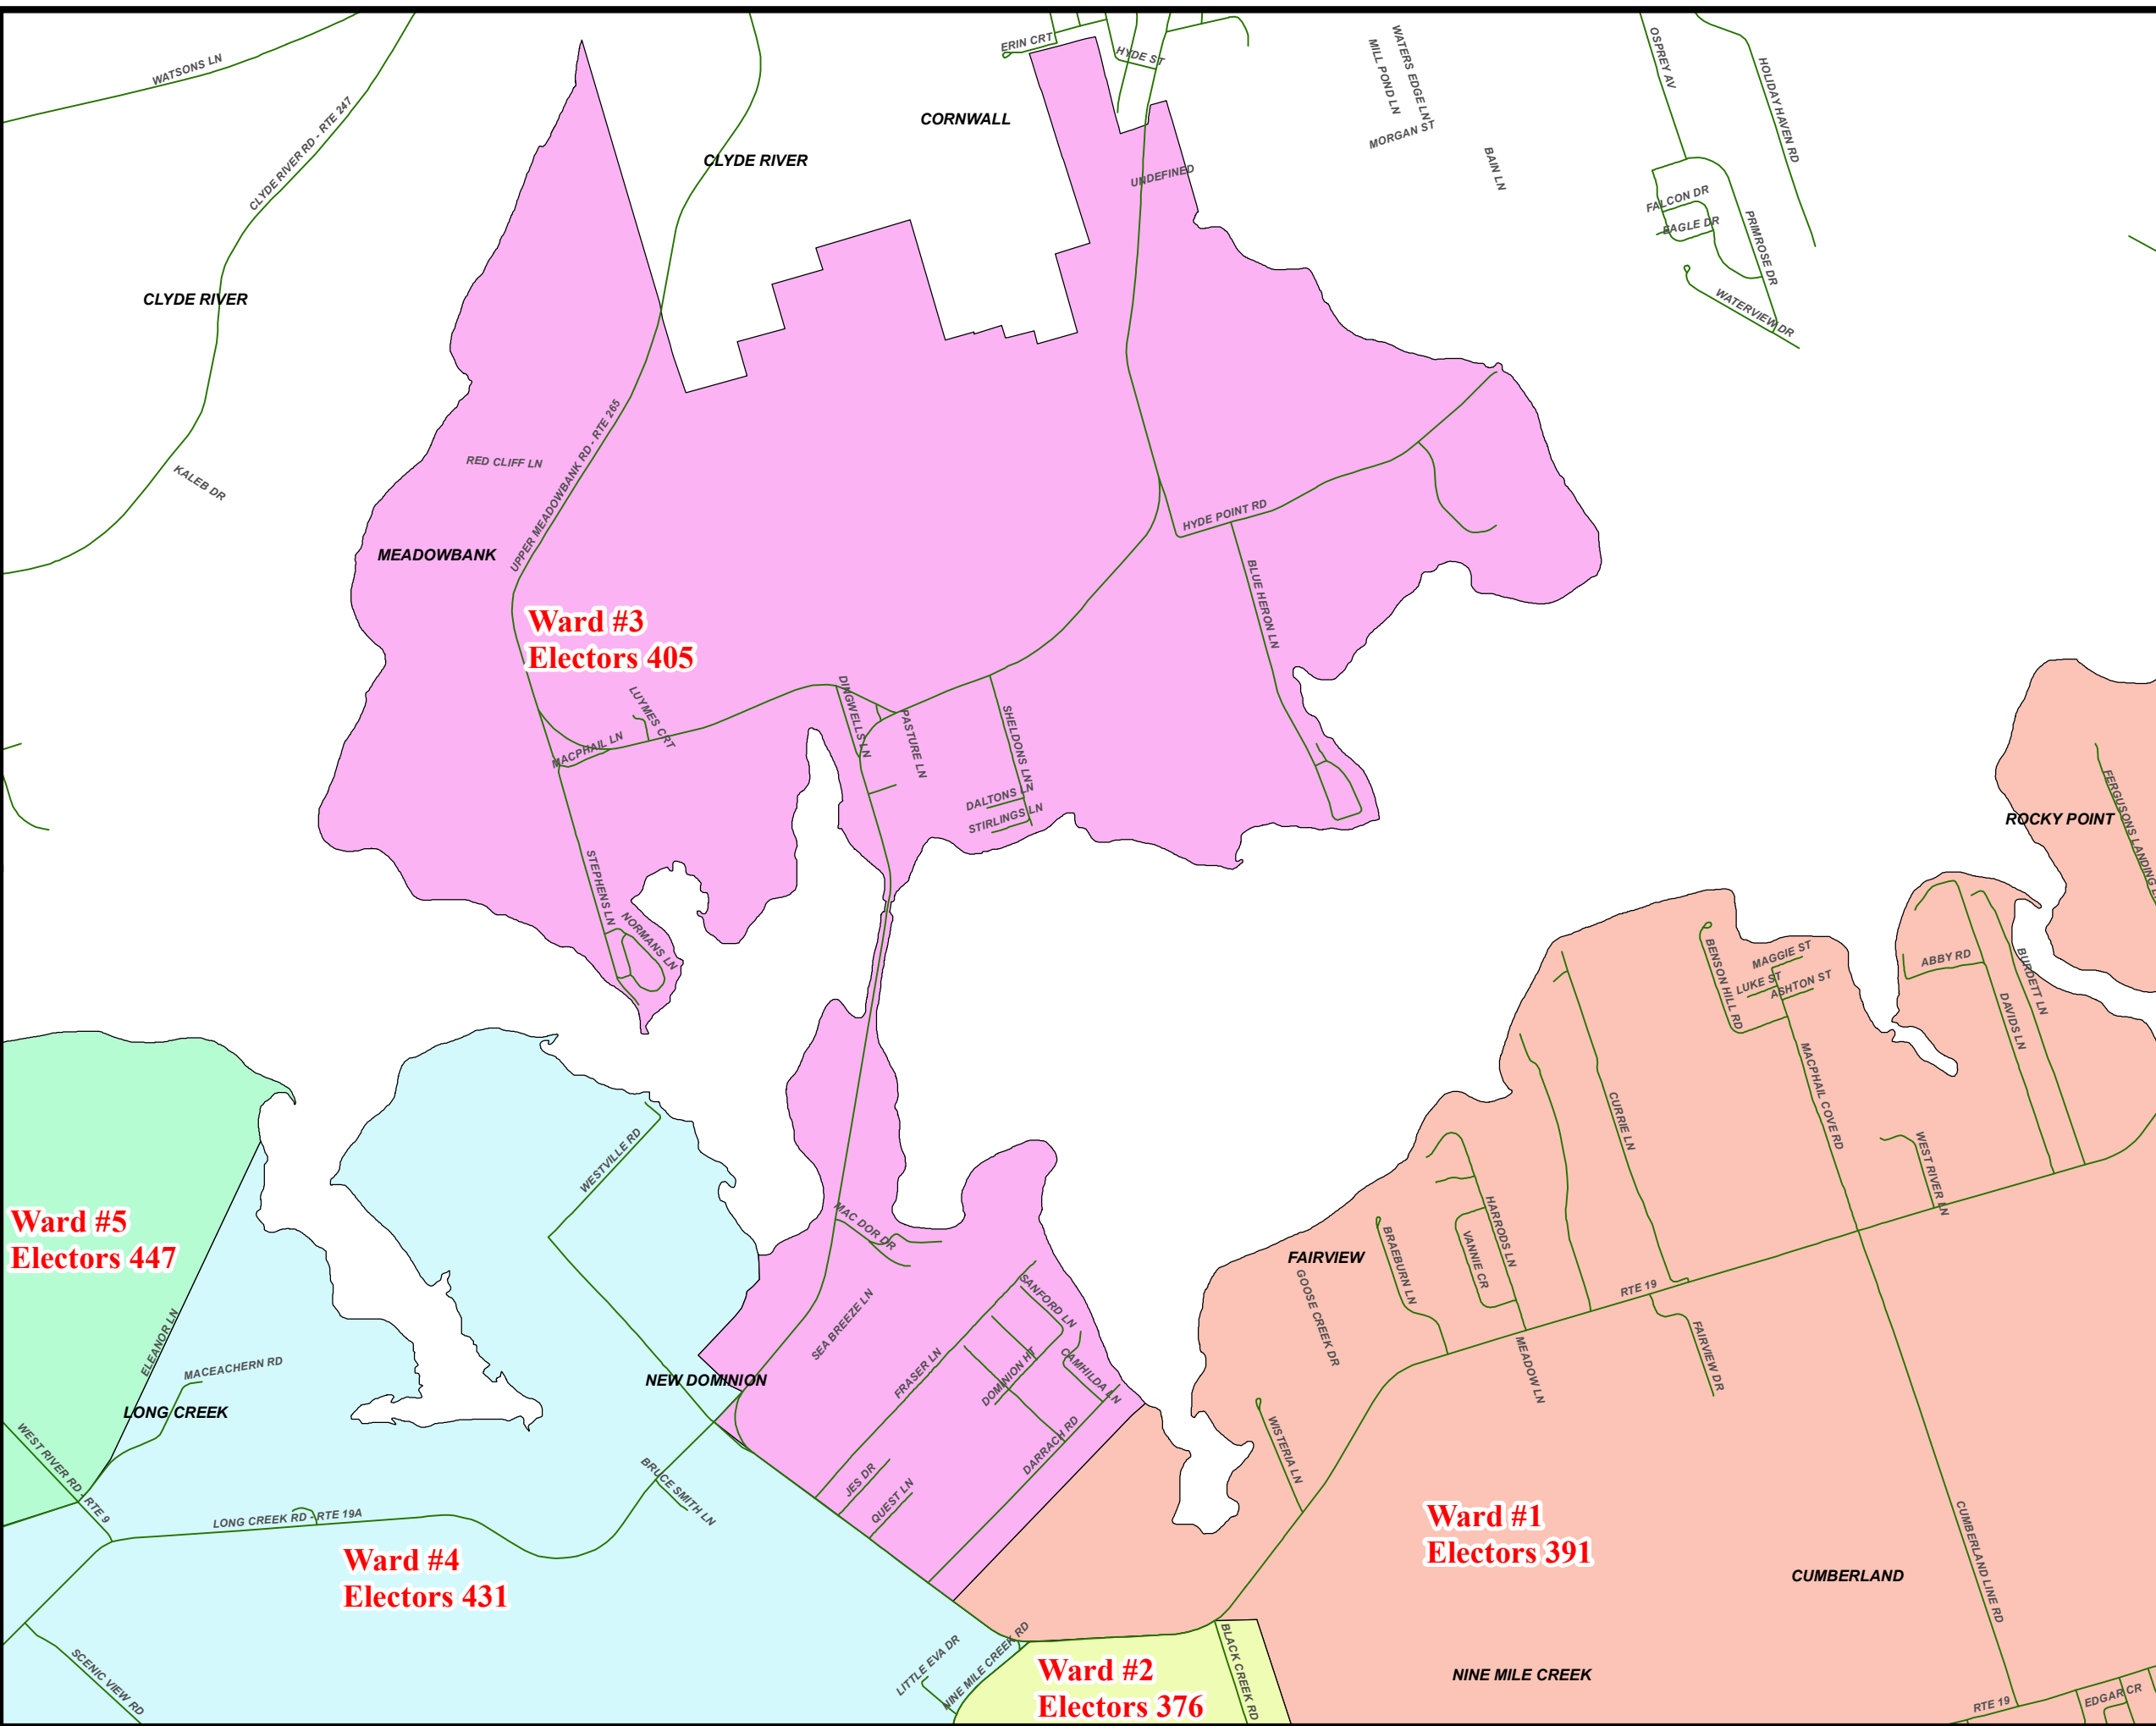 WATSONS LN
CLYDE RIVER RD - RTE 247
CLYDE RIVER
KALEB DR
ERIN CRT
HYDE ST
CORNWALL
CLYDE RIVER
UNDEFINED
WATERS EDGE LN
MILL POND LN
MORGAN ST
BAIN LN
OSPREY AV
HOLIDAY HAVEN RD
FALCON DR
EAGLE DR
PRIMROSE DR
WATERVIEW DR
RED CLIFF LN
UPPER MEADOWBANK RD - RTE 265
MEADOWBANK
HYDE POINT RD
BLUE HERON LN
Ward #3
Electors 405
LUYMES CRT
MACPHAIL LN
DINGWELLS LN
PASTURE LN
SHELDONS LN
DALTONS LN
STIRLINGS LN
STEPHENS LN
NORMANS LN
ROCKY POINT
FERGUSONS LANDING
BENSON HILL RD
MAGGIE ST
LUKE ST
ASHTON ST
ABBY RD
BURDETT LN
DAVIDS LN
MACPHAIL COVE RD
CURRIE LN
WEST RIVER LN
WESTVILLE RD
MAC DOR DR
Ward #5
Electors 447
HARRODS LN
VANNIE CR
BRAEBURN LN
FAIRVIEW
GOOSE CREEK DR
RTE 19
FAIRVIEW DR
MEADOW LN
SEA BREEZE LN
SANFORD LN
FRASER LN
DOMINION HT
CAMHILDA LN
NEW DOMINION
ELEANOR LN
MACEACHERN RD
LONG CREEK
WEST RIVER RD - RTE 9
LONG CREEK RD - RTE 19A
BRUCE SMITH LN
JES DR
QUEST LN
DARRACH RD
WISTERIA LN
Ward #1
Electors 391
CUMBERLAND
CUMBERLAND LINE RD
Ward #4
Electors 431
SCENIC VIEW RD
LITTLE EVA DR
NINE MILE CREEK RD
Ward #2
Electors 376
BLACK CREEK RD
NINE MILE CREEK
RTE 19
EDGAR CR